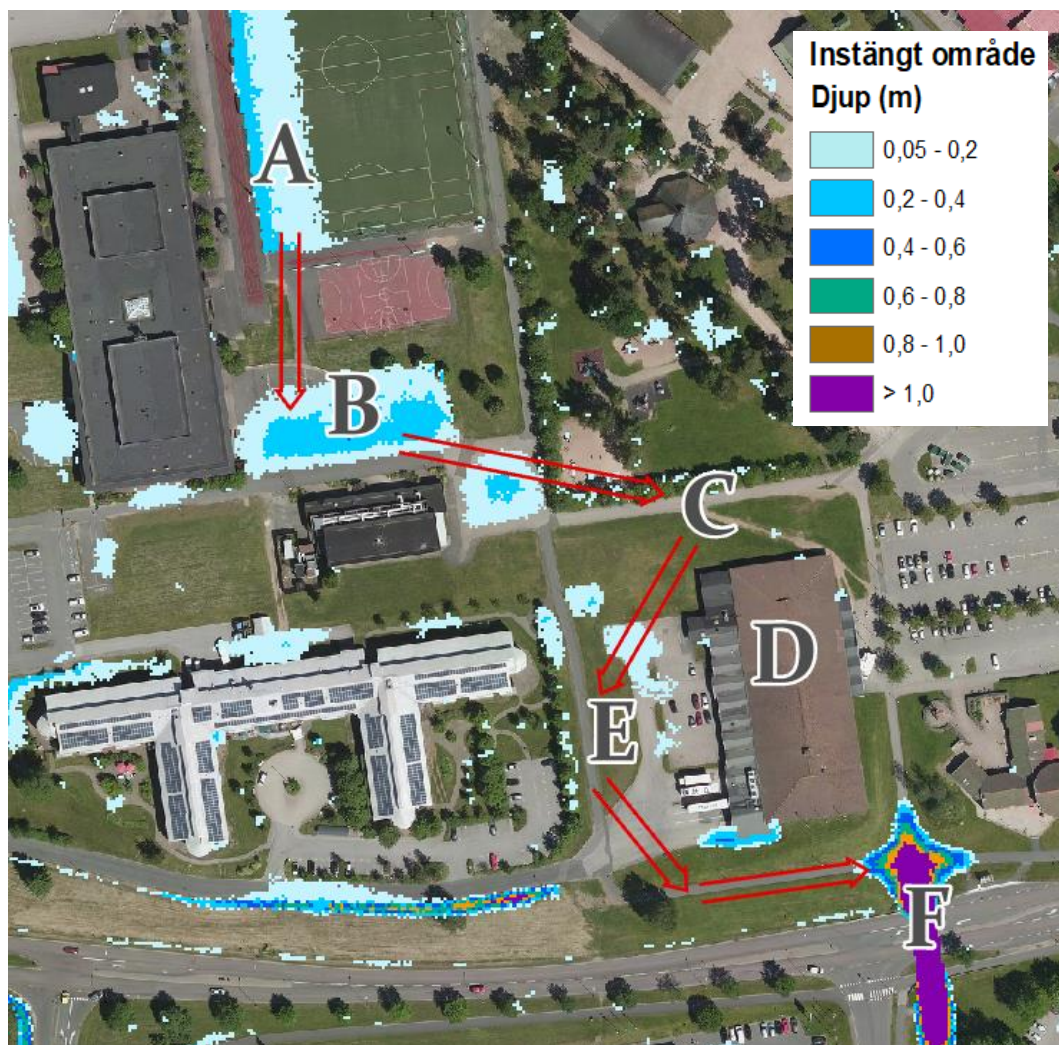 Instängt område
Djup (m)
0,05 - 0,2
0,2 - 0,4
0,4 - 0,6
0,6 - 0,8
0,8 - 1,0
> 1,0
A
B
C
D
E
F